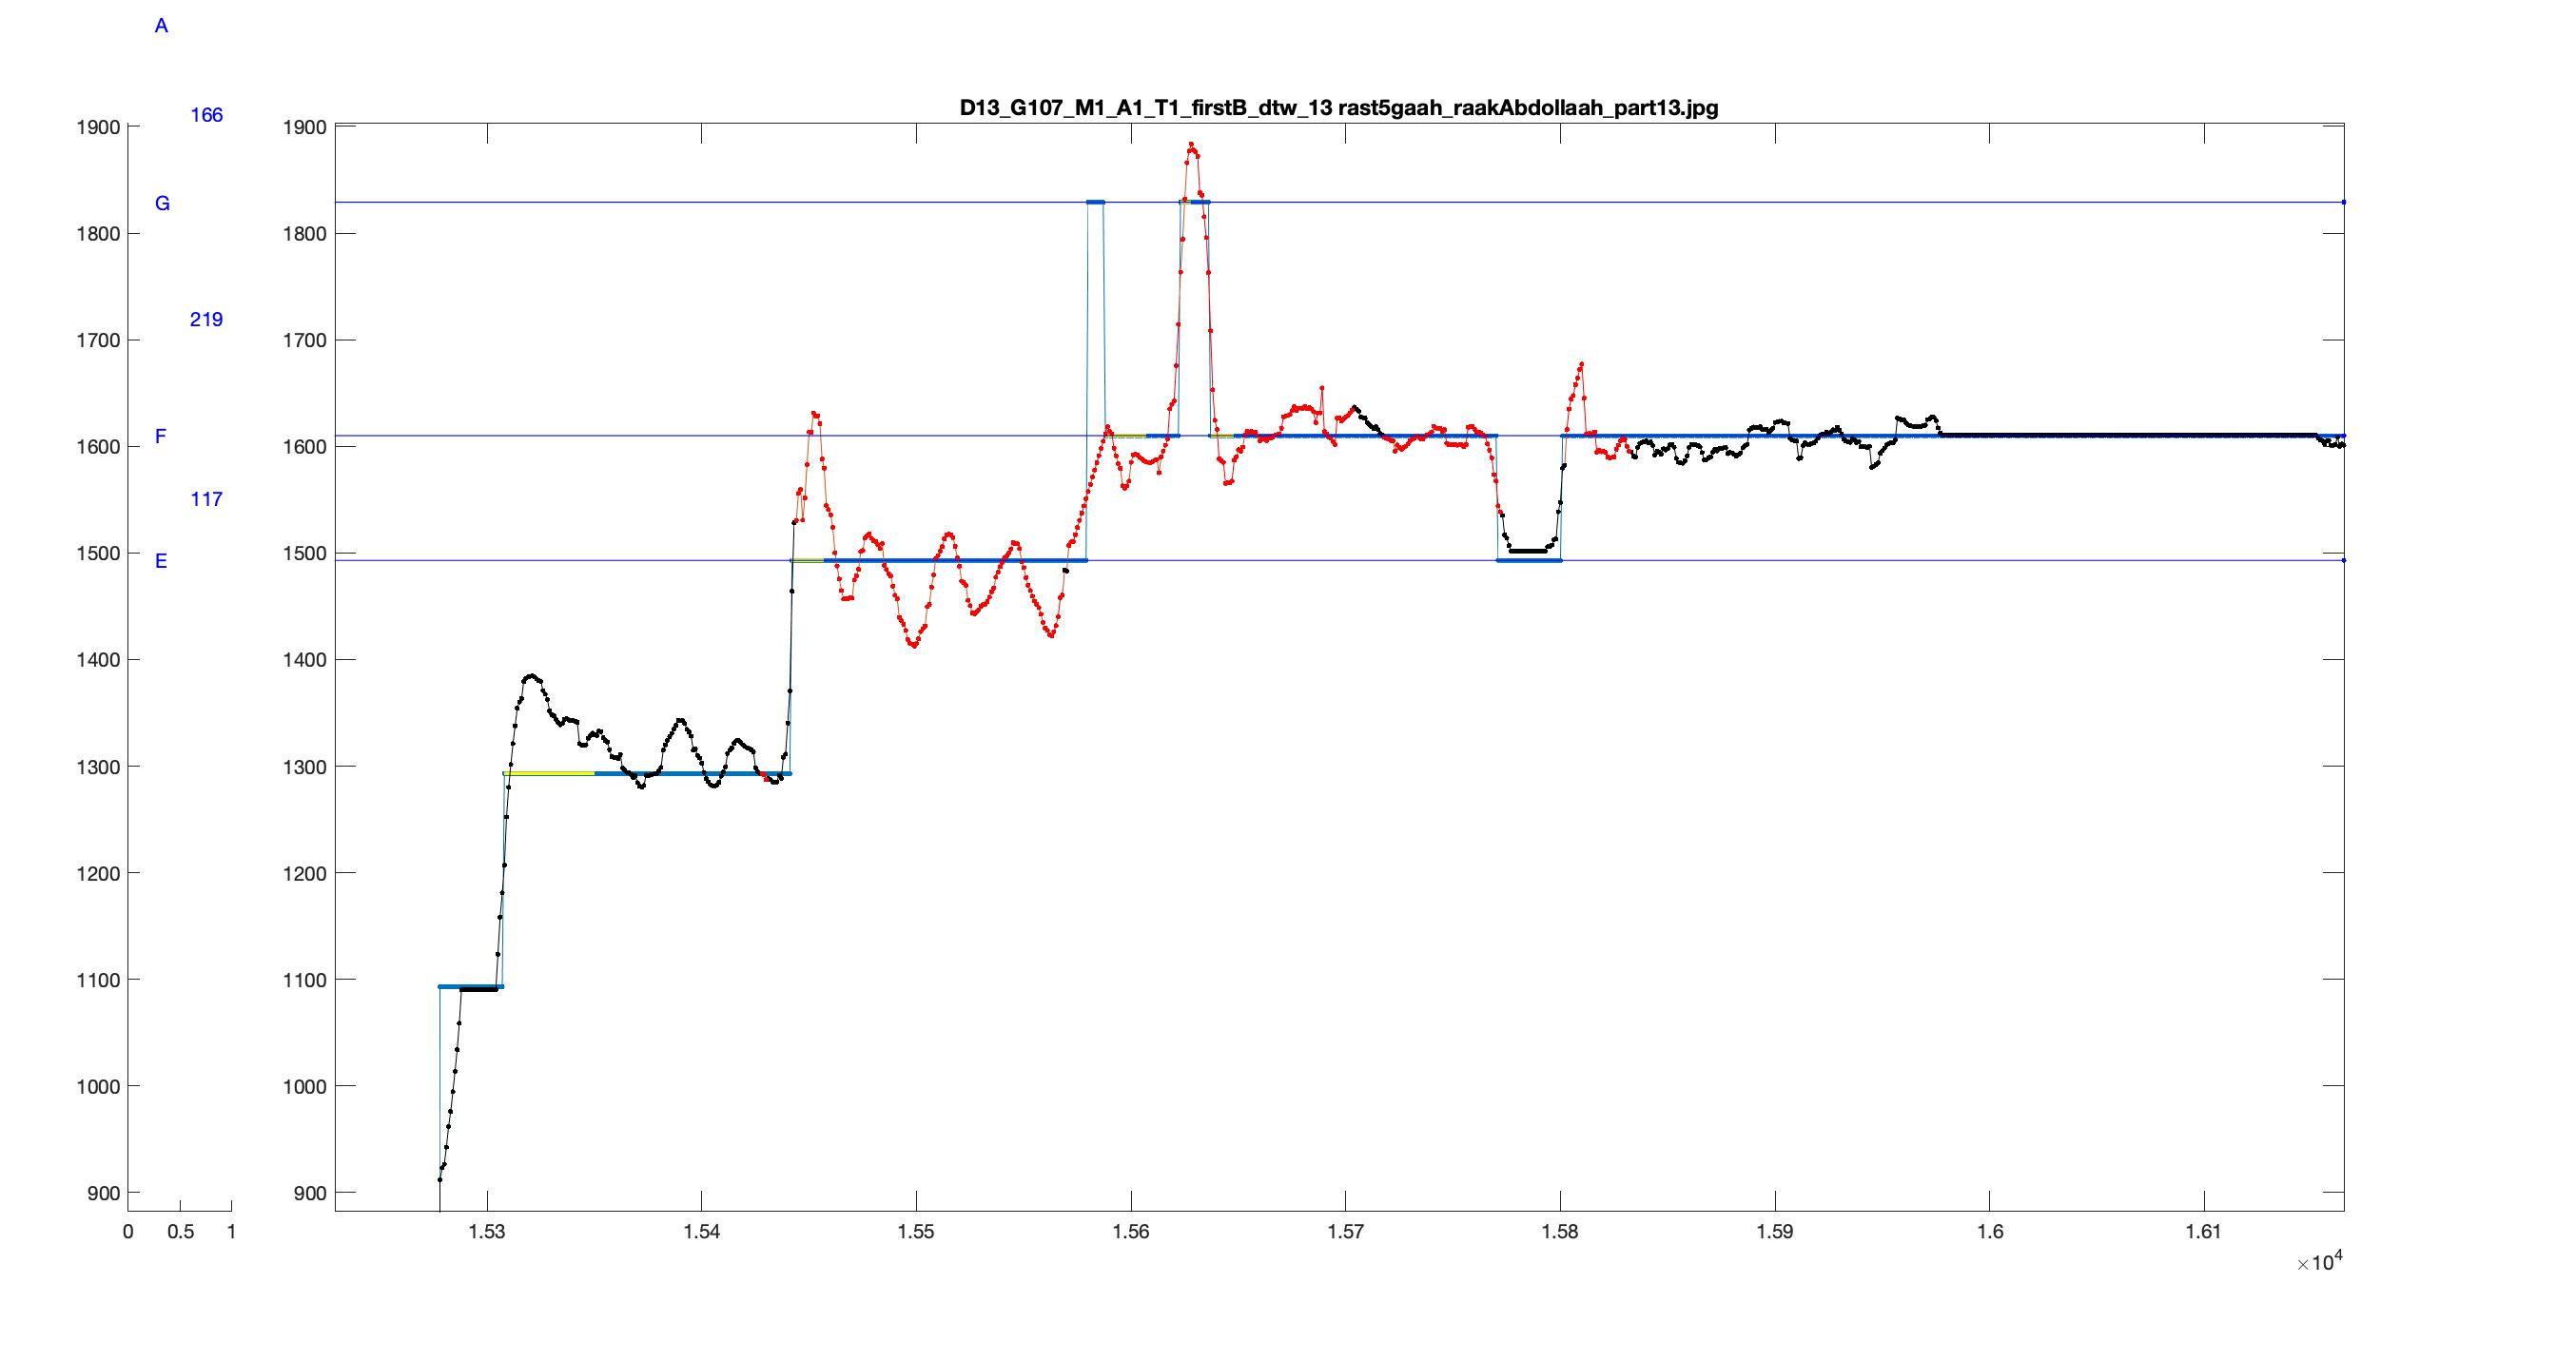 A
D13_G107_M1_A1_T1_firstB_dtw_13 rast5gaah_raakAbdollaah_part13.jpg
166
1900 1900
G
1800 1800
219
1700 1700
F
1600 1600
117
1500 1500
E
1400 1400
1300 1300
1200 1200
1100 1100
1000 1000
900 900
0 0.5 1 1.53 1.54 1.55 1.56 1.57 1.58 1.59 1.6 1.61
×10⁴